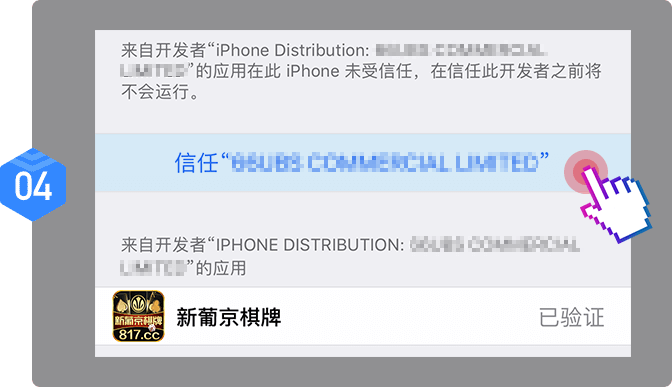 来自开发者“iPhone Distribution:
”的应用在此 iPhone 未受信任，在信任此开发者之前将
不会运行。
04
信任“ COMMERCIAL LIMITED”
来自开发者“IPHONE DISTRIBUTION:
”的应用
新葡京棋牌
817.cc
新葡京棋牌
已验证